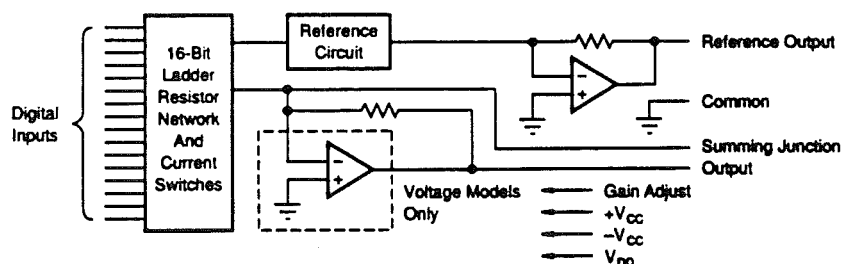 16-Bit
Ladder
Resistor
Network
And
Current
Switches
Digital
Inputs
Reference
Circuit
−
+
Reference Output
Common
Summing Junction
Output
−
+
Voltage Models
Only
Gain Adjust
+VCC
−VCC
VDD